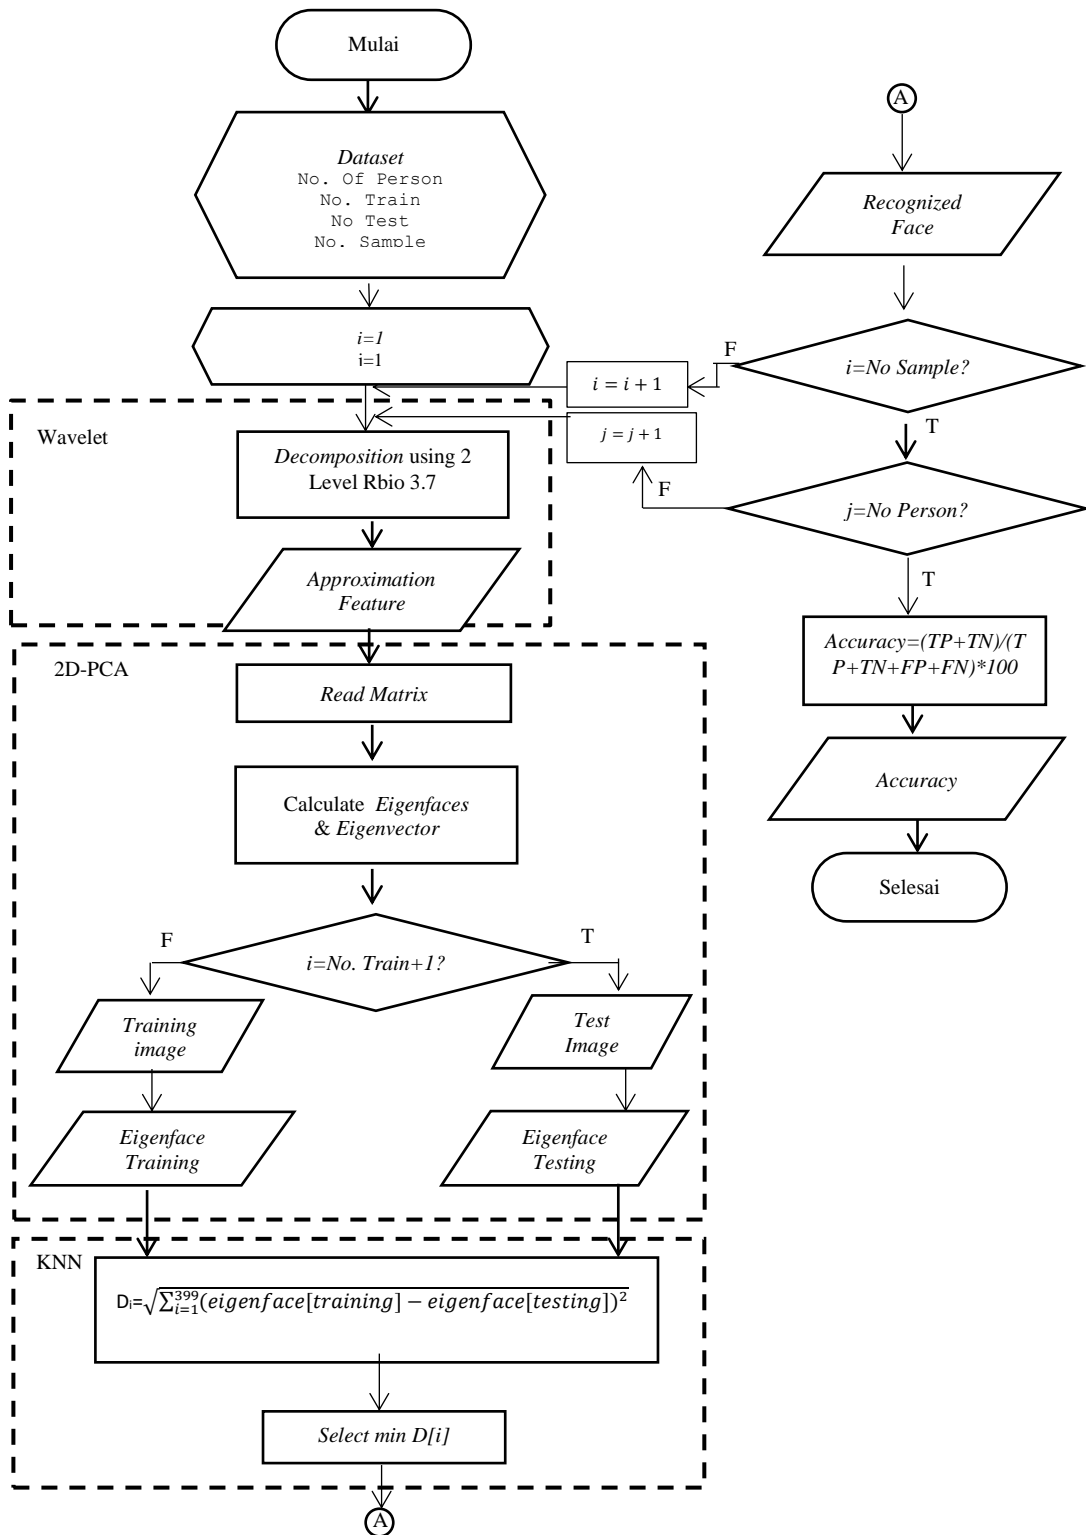 Mulai
Dataset
No. Of Person
No. Train
No Test
No. Sample
i=1
j=1
Wavelet
Decomposition using 2
Level Rbio 3.7
Approximation
Feature
2D-PCA
Read Matrix
Calculate Eigenfaces
& Eigenvector
i=No. Train+1?
F
T
Training
image
Test
Image
Eigenface
Training
Eigenface
Testing
KNN
Dᵢ=√∑³⁹⁹ᵢ₌₁(eigenface[training] − eigenface[testing])²
Select min D[i]
A
A
Recognized
Face
i=No Sample?
F
i = i + 1
T
j=No Person?
F
j = j + 1
T
Accuracy=(TP+TN)/(T
P+TN+FP+FN)*100
Accuracy
Selesai